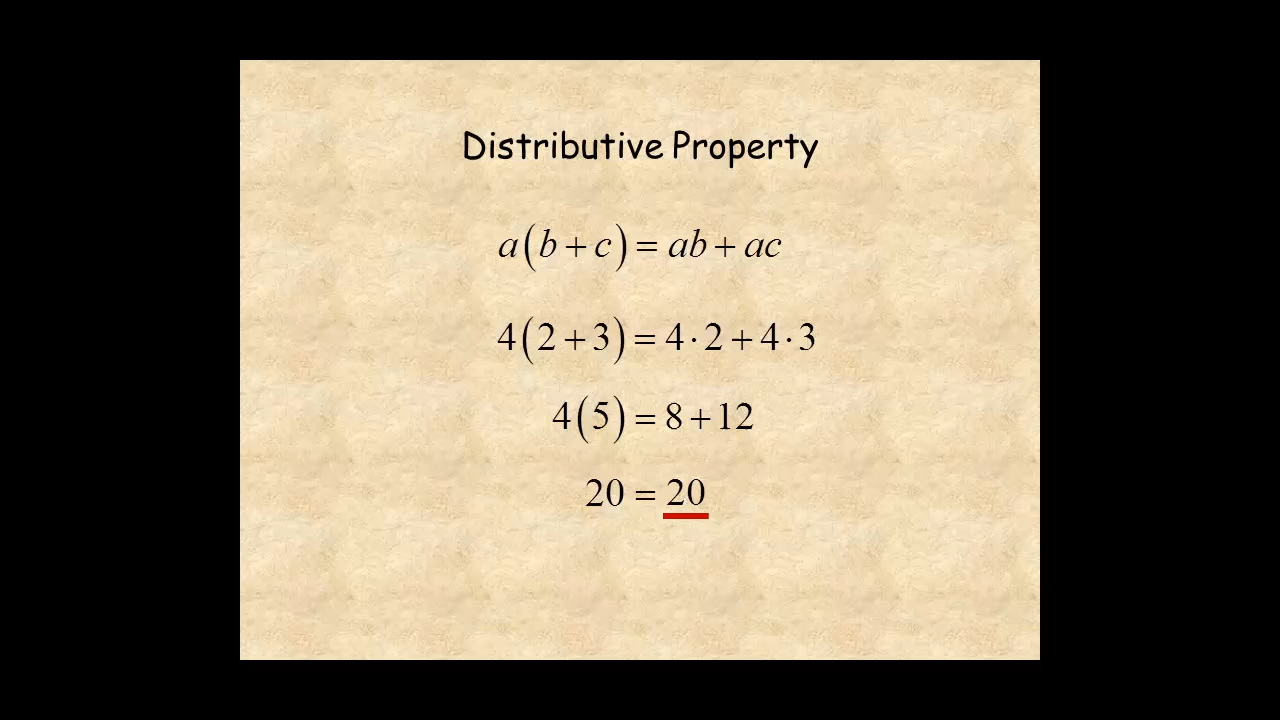 Distributive Property
a(b + c) = ab + ac
4(2 + 3) = 4 · 2 + 4 · 3
4(5) = 8 + 12
20 = 20